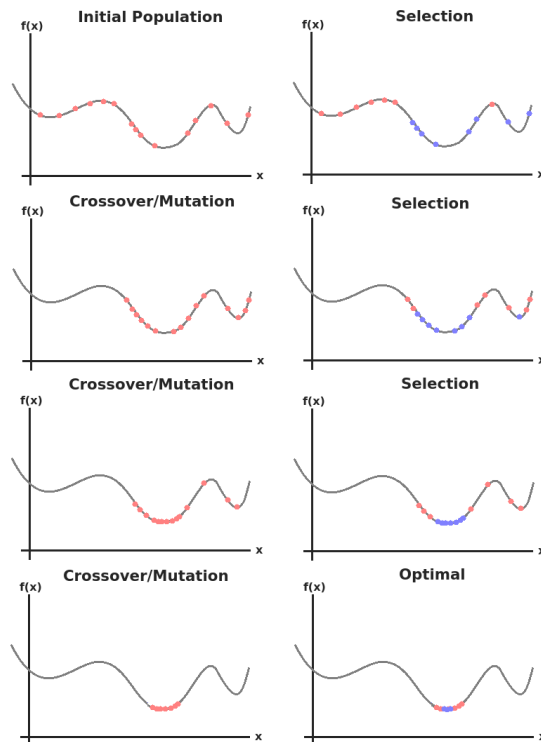 Initial Population
f(x)
x
Selection
f(x)
x
Crossover/Mutation
f(x)
x
Selection
f(x)
x
Crossover/Mutation
f(x)
x
Selection
f(x)
x
Crossover/Mutation
f(x)
x
Optimal
f(x)
x